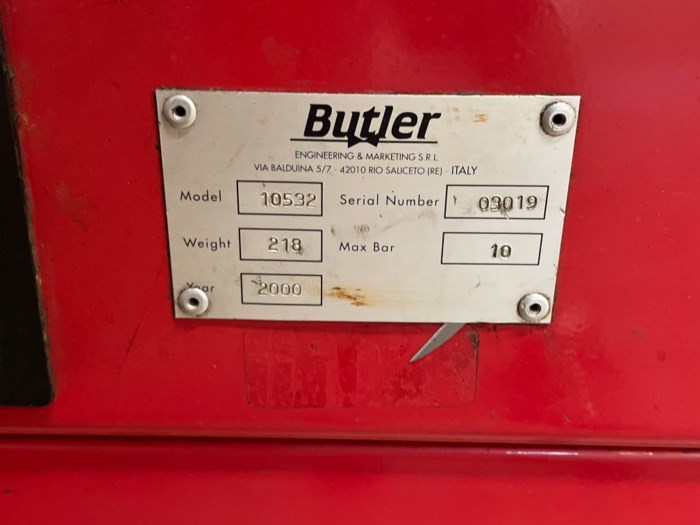 Butler
ENGINEERING & MARKETING S.R.L.
VIA BALDUINA 5/7 - 42010 RIO SALICETO (RE) - ITALY
Model 10532 Serial Number 03019
Weight 218 Max Bar 10
Year 2000